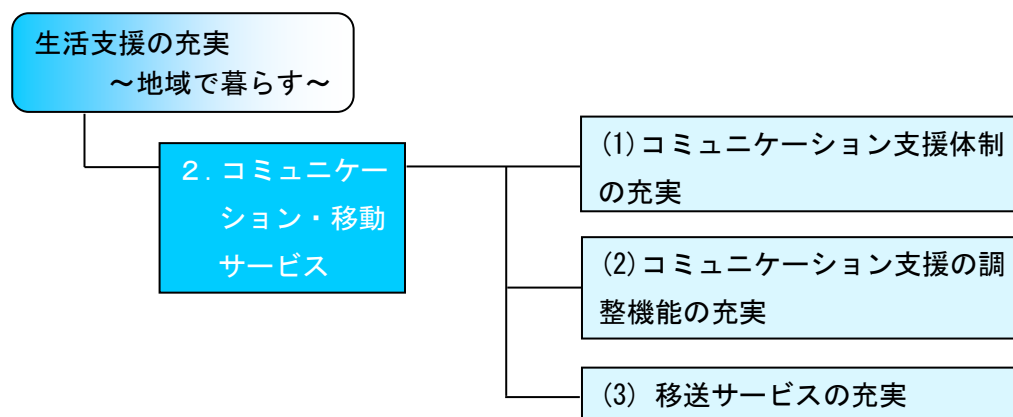 生活支援の充実
～地域で暮らす～
２．コミュニケー
ション・移動
サービス
(1)コミュニケーション支援体制
の充実
(2)コミュニケーション支援の調
整機能の充実
(3) 移送サービスの充実